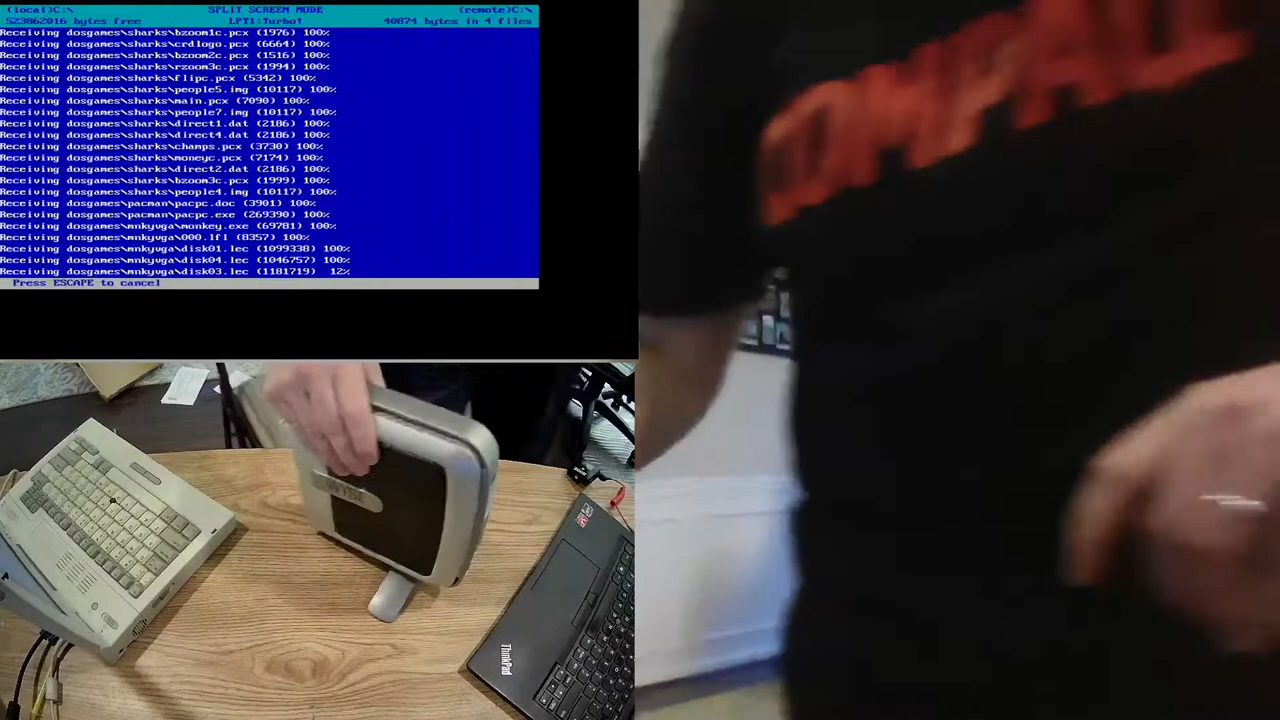 (local)C:\ SPLIT SCREEN MODE (remote)C:\
523862016 bytes free LPT1:Turbo! 40874 bytes in 4 files
Receiving dosgames\sharks\bzoom1c.pcx (1976) 100%
Receiving dosgames\sharks\crdlogo.pcx (6664) 100%
Receiving dosgames\sharks\bzoom2c.pcx (1516) 100%
Receiving dosgames\sharks\rzoom3c.pcx (1994) 100%
Receiving dosgames\sharks\flipc.pcx (5342) 100%
Receiving dosgames\sharks\people5.img (10117) 100%
Receiving dosgames\sharks\main.pcx (7090) 100%
Receiving dosgames\sharks\people7.img (10117) 100%
Receiving dosgames\sharks\direct1.dat (2186) 100%
Receiving dosgames\sharks\direct4.dat (2186) 100%
Receiving dosgames\sharks\champs.pcx (3730) 100%
Receiving dosgames\sharks\moneyc.pcx (7174) 100%
Receiving dosgames\sharks\direct2.dat (2186) 100%
Receiving dosgames\sharks\bzoom3c.pcx (1999) 100%
Receiving dosgames\sharks\people4.img (10117) 100%
Receiving dosgames\pacman\pacpc.doc (3901) 100%
Receiving dosgames\pacman\pacpc.exe (269390) 100%
Receiving dosgames\mnkyvga\monkey.exe (69781) 100%
Receiving dosgames\mnkyvga\000.lfl (8357) 100%
Receiving dosgames\mnkyvga\disk01.lec (1099338) 100%
Receiving dosgames\mnkyvga\disk04.lec (1046757) 100%
Receiving dosgames\mnkyvga\disk03.lec (1181719) 12%
Press ESCAPE to cancel
ThinkPad